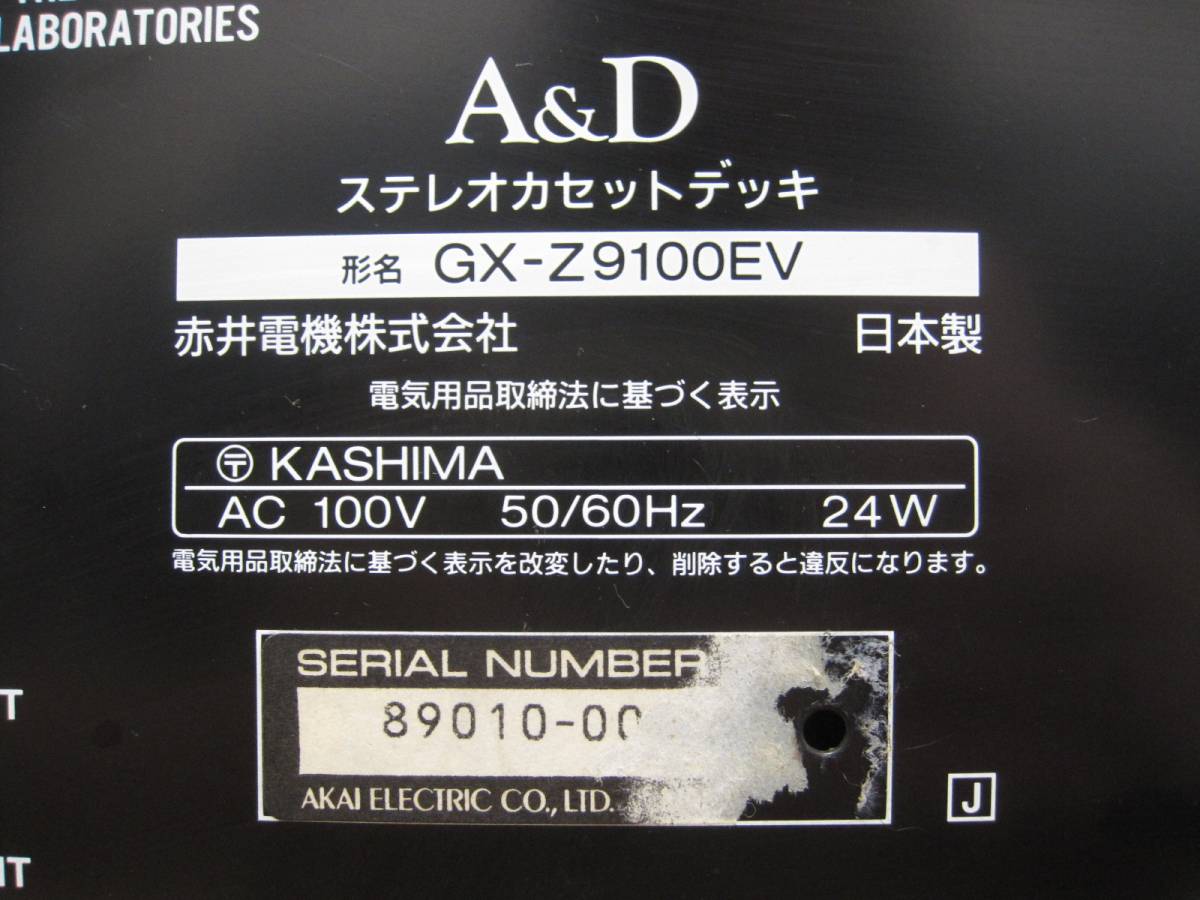 LABORATORIES
A&D
ステレオカセットデッキ
形名 GX-Z9100EV
赤井電機株式会社 日本製
電気用品取締法に基づく表示
〶 KASHIMA
AC 100V 50/60Hz 24W
電気用品取締法に基づく表示を改変したり、削除すると違反になります。
SERIAL NUMBER
89010-00
AKAI ELECTRIC CO., LTD.
J